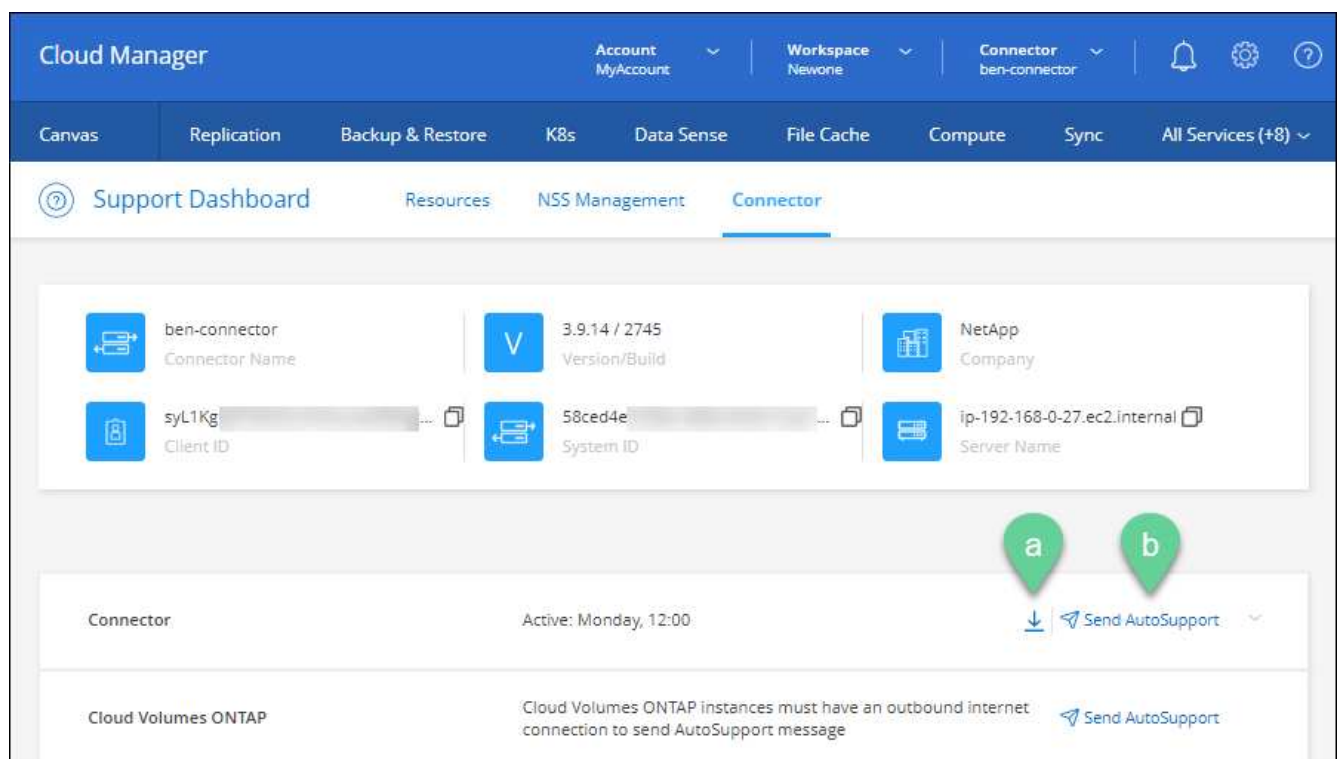 Cloud Manager
Account
MyAccount
Workspace
Newone
Connector
ben-connector
Canvas Replication Backup & Restore K8s Data Sense File Cache Compute Sync All Services (+8)
Support Dashboard Resources NSS Management Connector
ben-connector
Connector Name
V
3.9.14 / 2745
Version/Build
NetApp
Company
syL1Kg ...
Client ID
58ced4e ...
System ID
ip-192-168-0-27.ec2.internal
Server Name
a b
Connector Active: Monday, 12:00 Send AutoSupport
Cloud Volumes ONTAP
Cloud Volumes ONTAP instances must have an outbound internet
connection to send AutoSupport message
Send AutoSupport